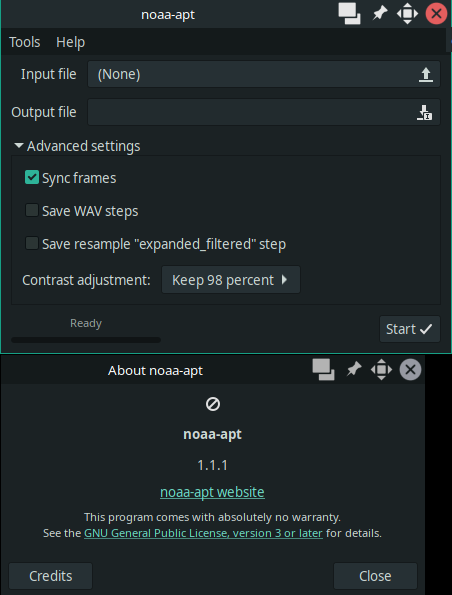 noaa-apt
Tools Help
Input file (None)
Output file
Advanced settings
Sync frames
Save WAV steps
Save resample "expanded_filtered" step
Contrast adjustment: Keep 98 percent
Ready
Start
About noaa-apt
noaa-apt
1.1.1
noaa-apt website
This program comes with absolutely no warranty.
See the GNU General Public License, version 3 or later for details.
Credits Close